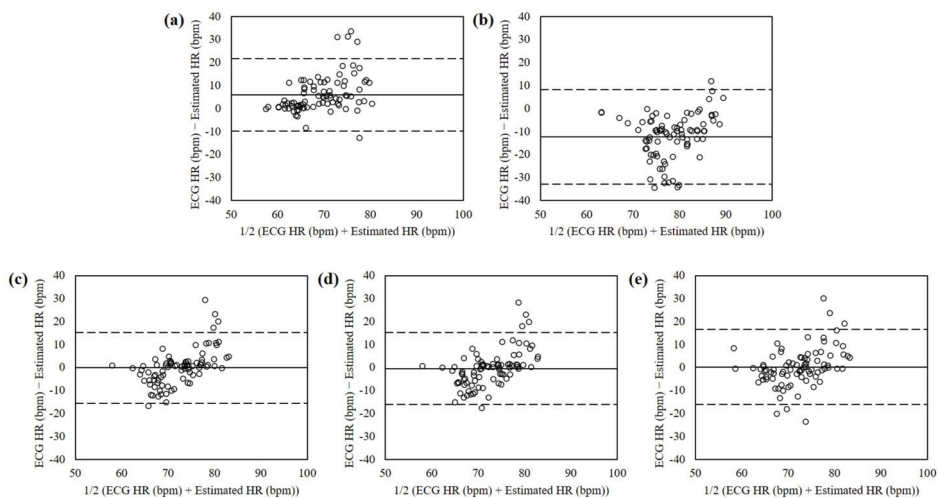 (a)
ECG HR (bpm) − Estimated HR (bpm)
40
30
20
10
0
-10
-20
-30
-40
50 60 70 80 90 100
1/2 (ECG HR (bpm) + Estimated HR (bpm))
(b)
ECG HR (bpm) − Estimated HR (bpm)
40
30
20
10
0
-10
-20
-30
-40
50 60 70 80 90 100
1/2 (ECG HR (bpm) + Estimated HR (bpm))
(c)
ECG HR (bpm) − Estimated HR (bpm)
40
30
20
10
0
-10
-20
-30
-40
50 60 70 80 90 100
1/2 (ECG HR (bpm) + Estimated HR (bpm))
(d)
ECG HR (bpm) − Estimated HR (bpm)
40
30
20
10
0
-10
-20
-30
-40
50 60 70 80 90 100
1/2 (ECG HR (bpm) + Estimated HR (bpm))
(e)
ECG HR (bpm) − Estimated HR (bpm)
40
30
20
10
0
-10
-20
-30
-40
50 60 70 80 90 100
1/2 (ECG HR (bpm) + Estimated HR (bpm))